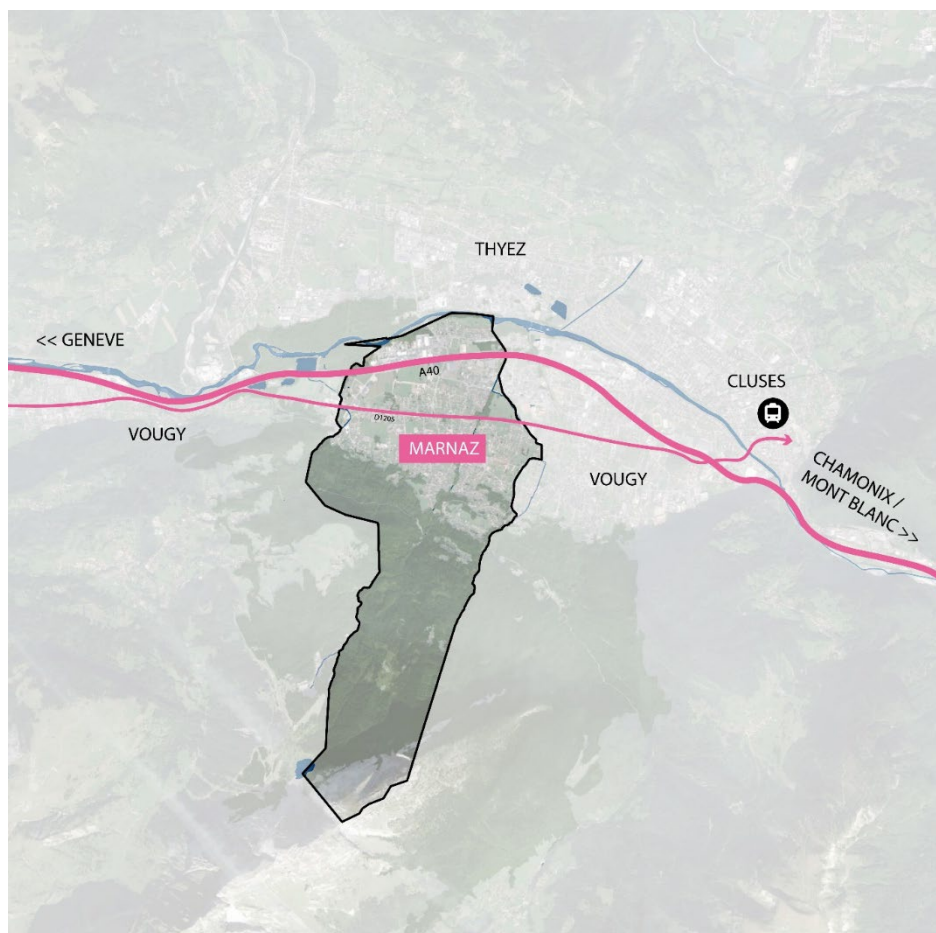 THYEZ
<< GENEVE
A40
CLUSES
D1205
VOUGY
MARNAZ
VOUGY
CHAMONIX /
MONT BLANC >>